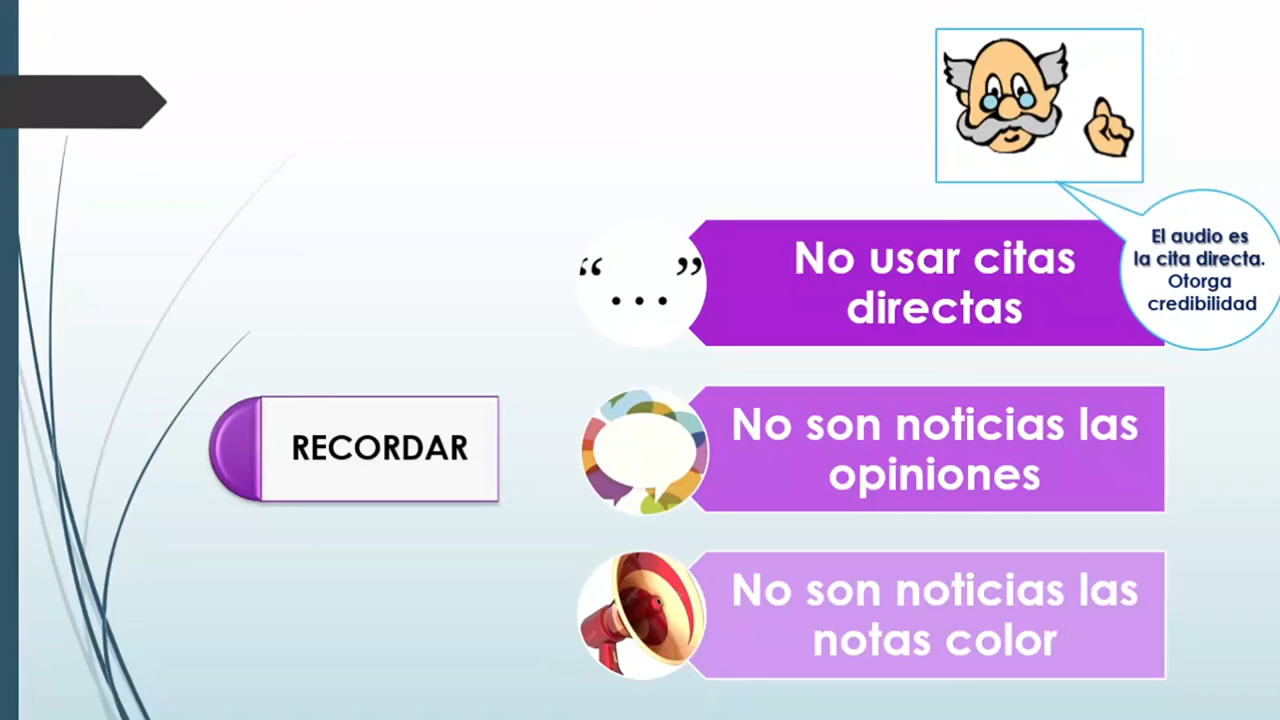 El audio es
la cita directa.
Otorga
credibilidad
“ ”
...
No usar citas
directas
RECORDAR
No son noticias las
opiniones
No son noticias las
notas color